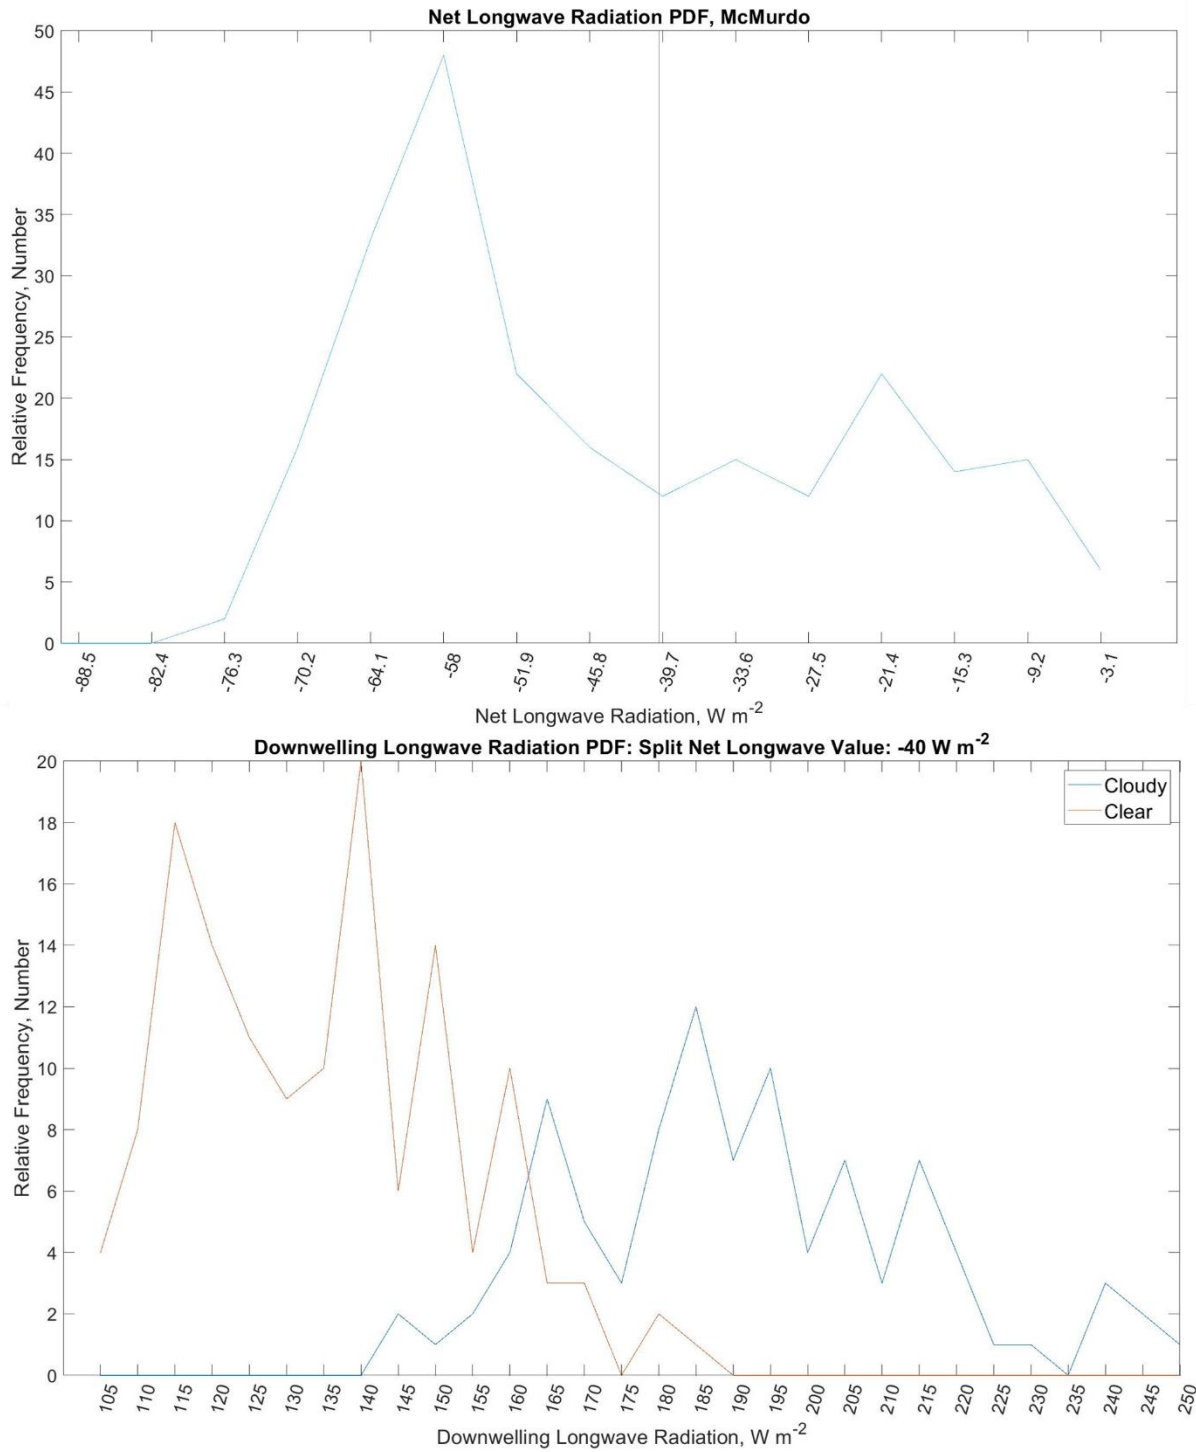 Net Longwave Radiation PDF, McMurdo
50
45
40
35
30
25
20
15
10
5
0
Relative Frequency, Number
-88.5 -82.4 -76.3 -70.2 -64.1 -58 -51.9 -45.8 -39.7 -33.6 -27.5 -21.4 -15.3 -9.2 -3.1
Net Longwave Radiation, W m-2
Downwelling Longwave Radiation PDF: Split Net Longwave Value: -40 W m-2
Cloudy
Clear
20
18
16
14
12
10
8
6
4
2
0
Relative Frequency, Number
105 110 115 120 125 130 135 140 145 150 155 160 165 170 175 180 185 190 195 200 205 210 215 220 225 230 235 240 245 250
Downwelling Longwave Radiation, W m-2